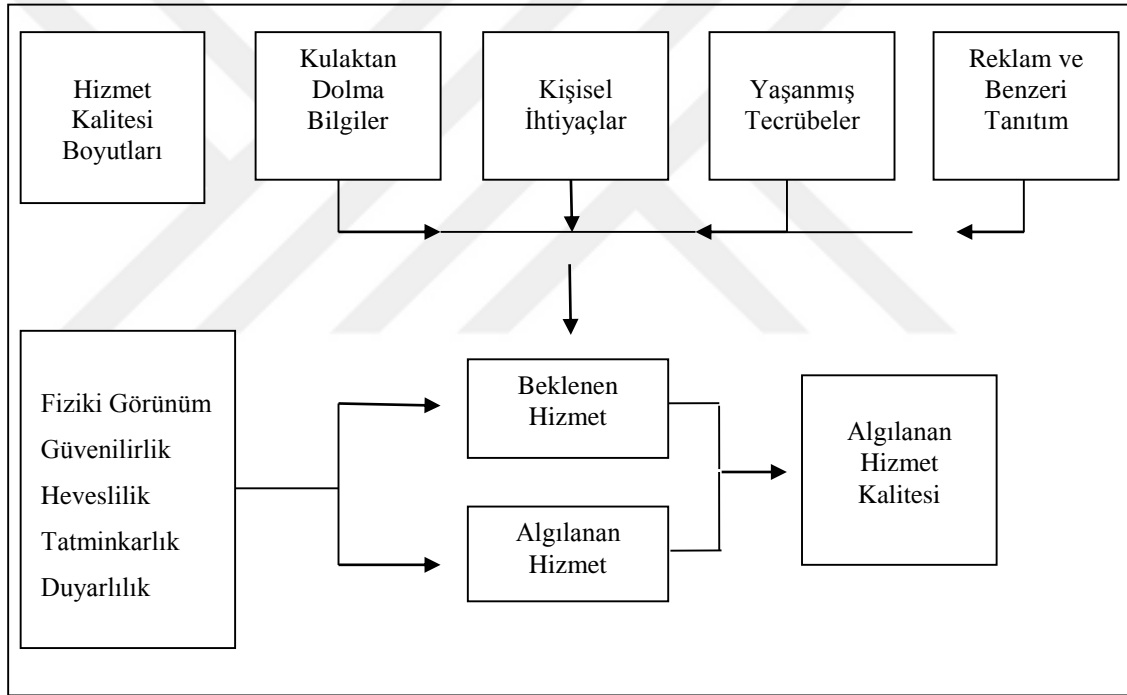 Hizmet
Kalitesi
Boyutları
Kulaktan
Dolma
Bilgiler
Kişisel
İhtiyaçlar
Yaşanmış
Tecrübeler
Reklam ve
Benzeri
Tanıtım
Fiziki Görünüm
Güvenilirlik
Heveslilik
Tatminkarlık
Duyarlılık
Beklenen
Hizmet
Algılanan
Hizmet
Algılanan
Hizmet
Kalitesi